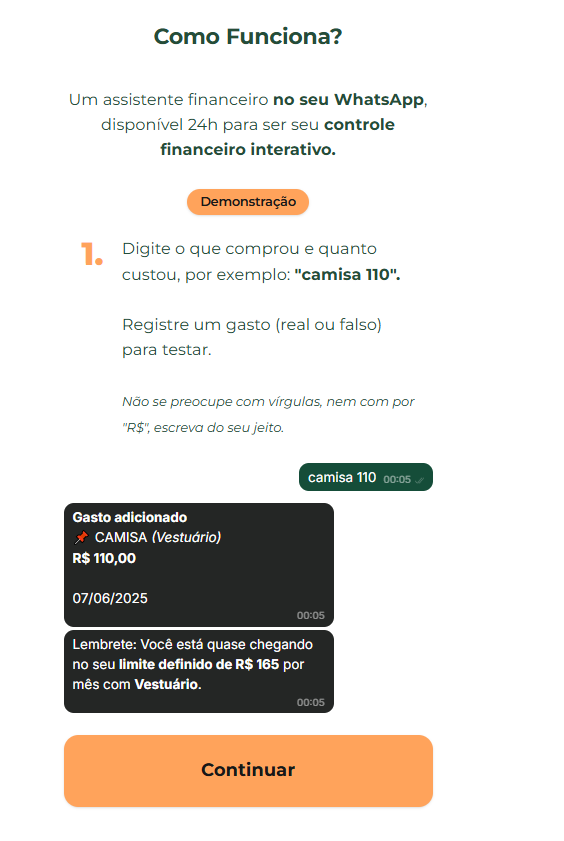 Como Funciona?
Um assistente financeiro no seu WhatsApp,
disponível 24h para ser seu controle
financeiro interativo.
Demonstração
1.
Digite o que comprou e quanto
custou, por exemplo: "camisa 110".
Registre um gasto (real ou falso)
para testar.
Não se preocupe com vírgulas, nem com por
"R$", escreva do seu jeito.
camisa 110 00:05
Gasto adicionado
📌 CAMISA (Vestuário)
R$ 110,00
07/06/2025
00:05
Lembrete: Você está quase chegando
no seu limite definido de R$ 165 por
mês com Vestuário.
00:05
Continuar